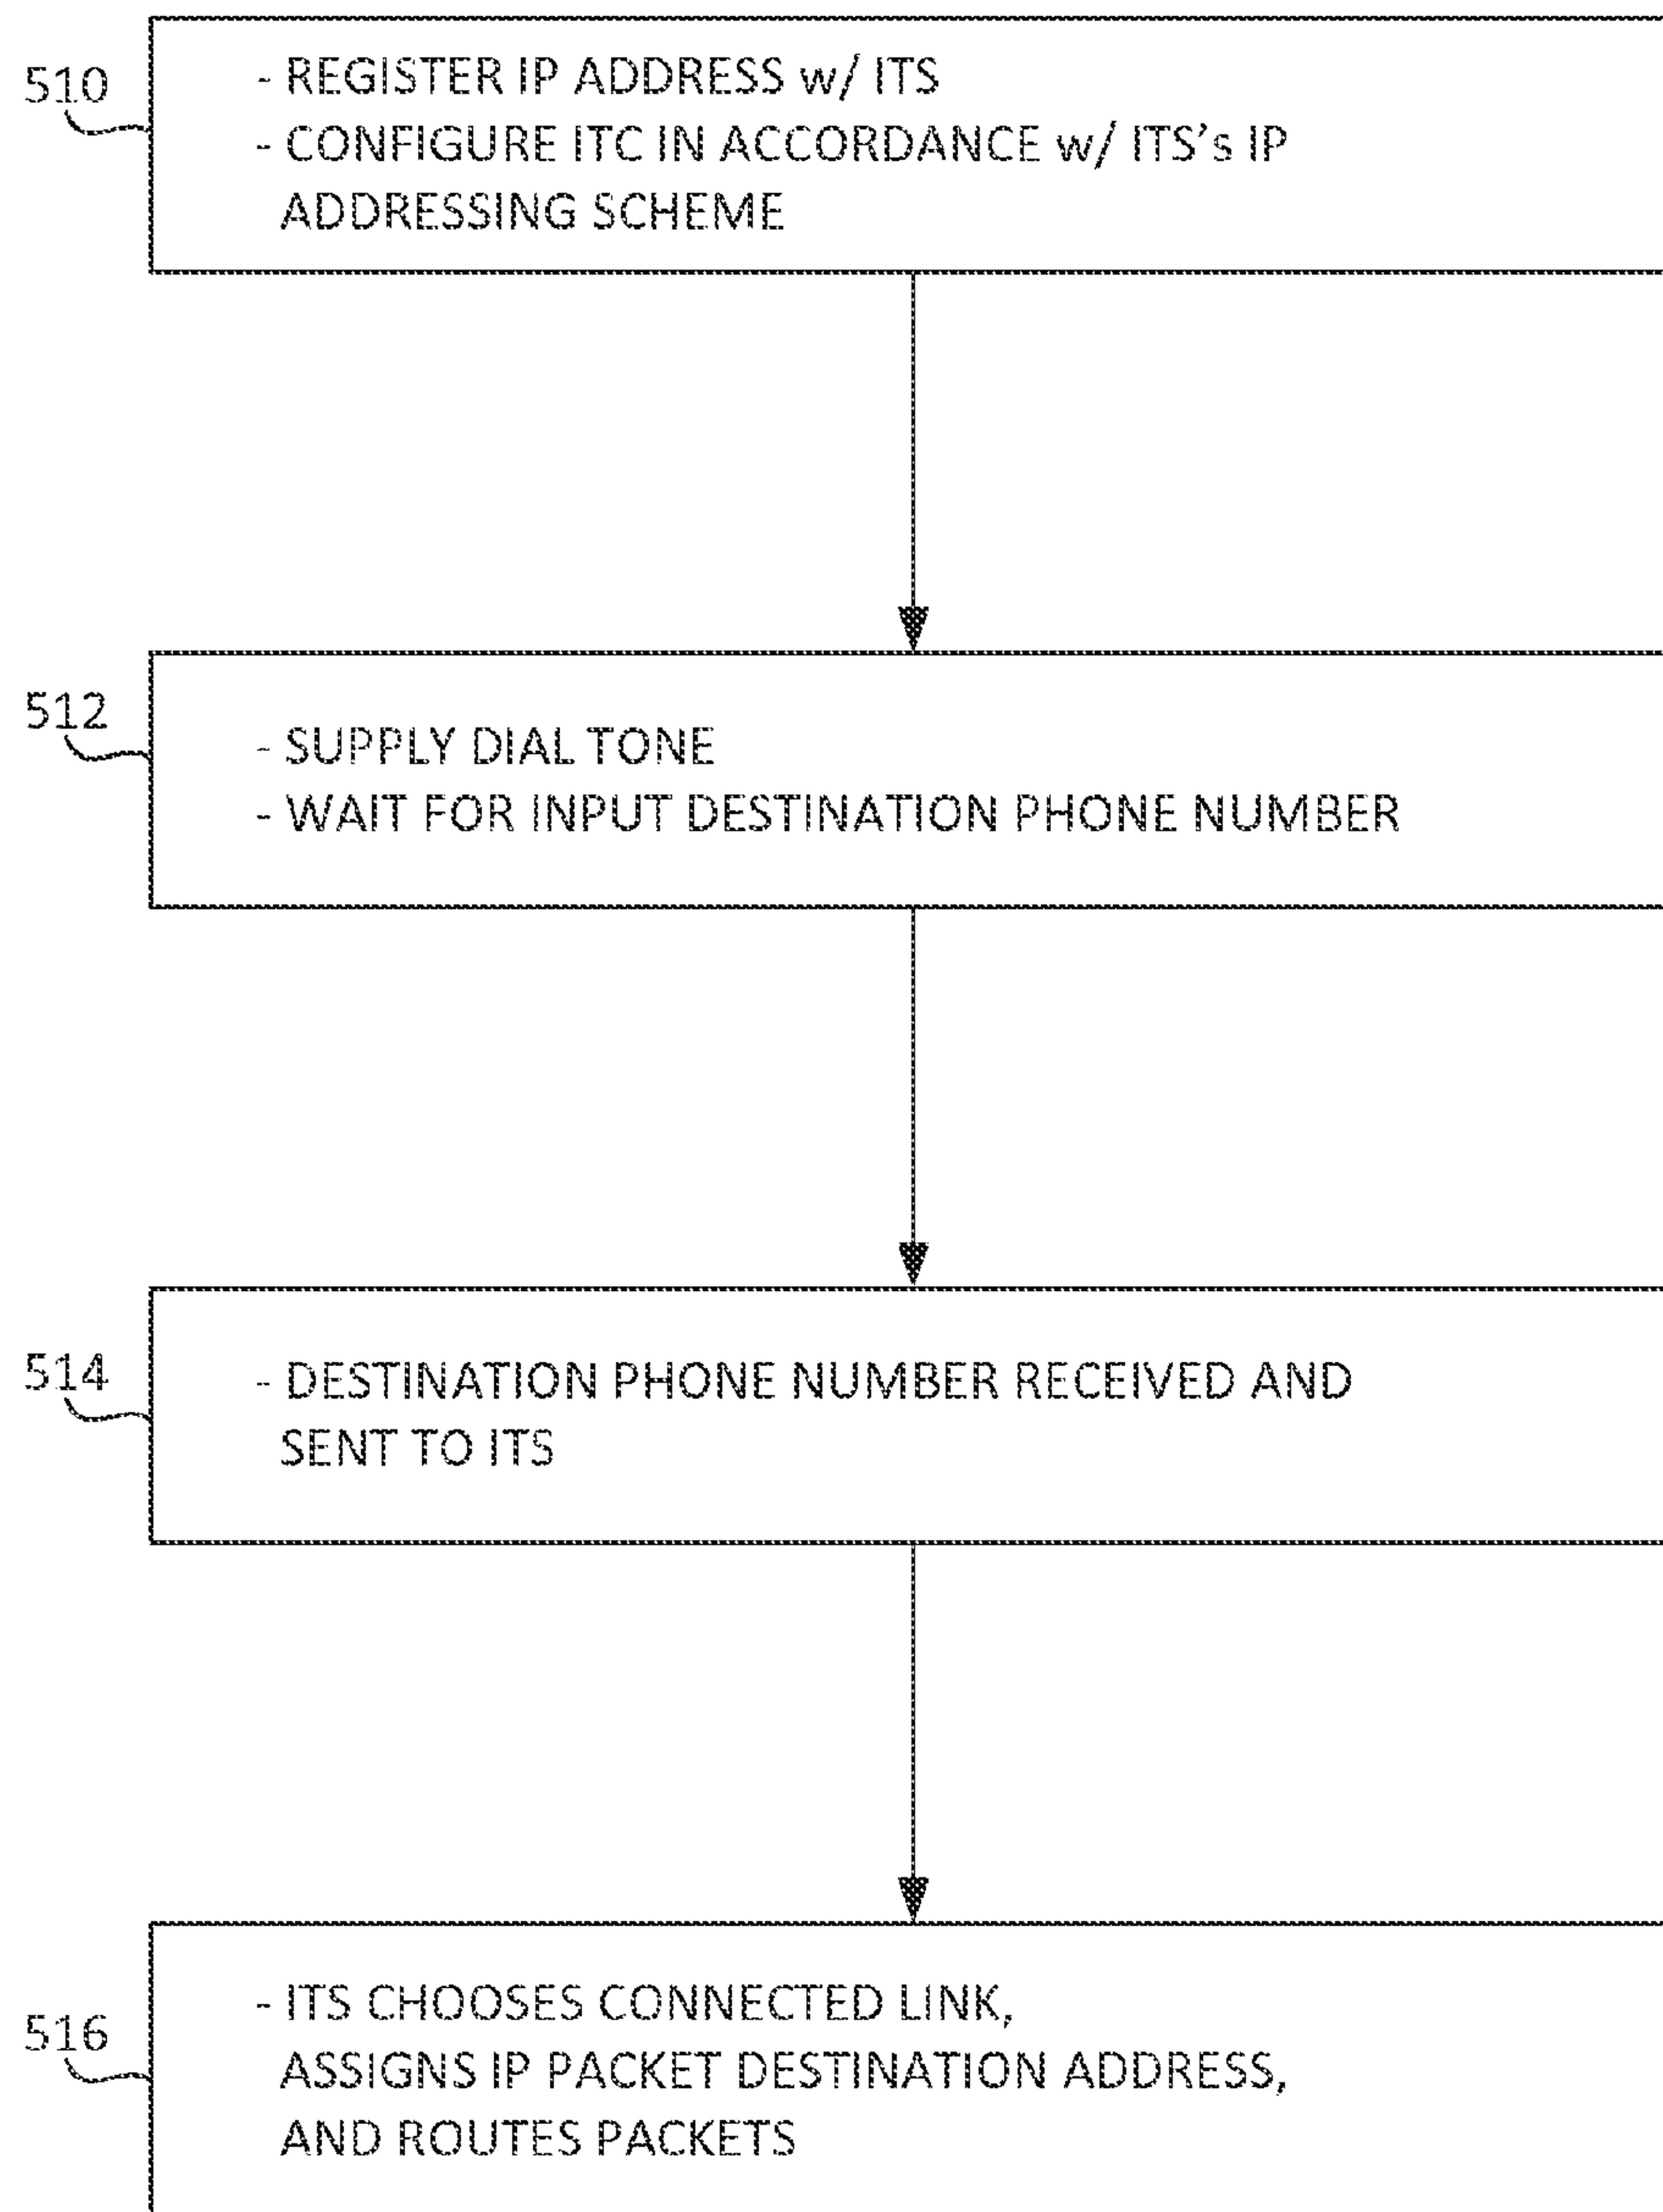 510
- REGISTER IP ADDRESS w/ ITS
- CONFIGURE ITC IN ACCORDANCE w/ ITS's IP
ADDRESSING SCHEME
512
- SUPPLY DIAL TONE
- WAIT FOR INPUT DESTINATION PHONE NUMBER
514
- DESTINATION PHONE NUMBER RECEIVED AND
SENT TO ITS
516
- ITS CHOOSES CONNECTED LINK,
ASSIGNS IP PACKET DESTINATION ADDRESS,
AND ROUTES PACKETS